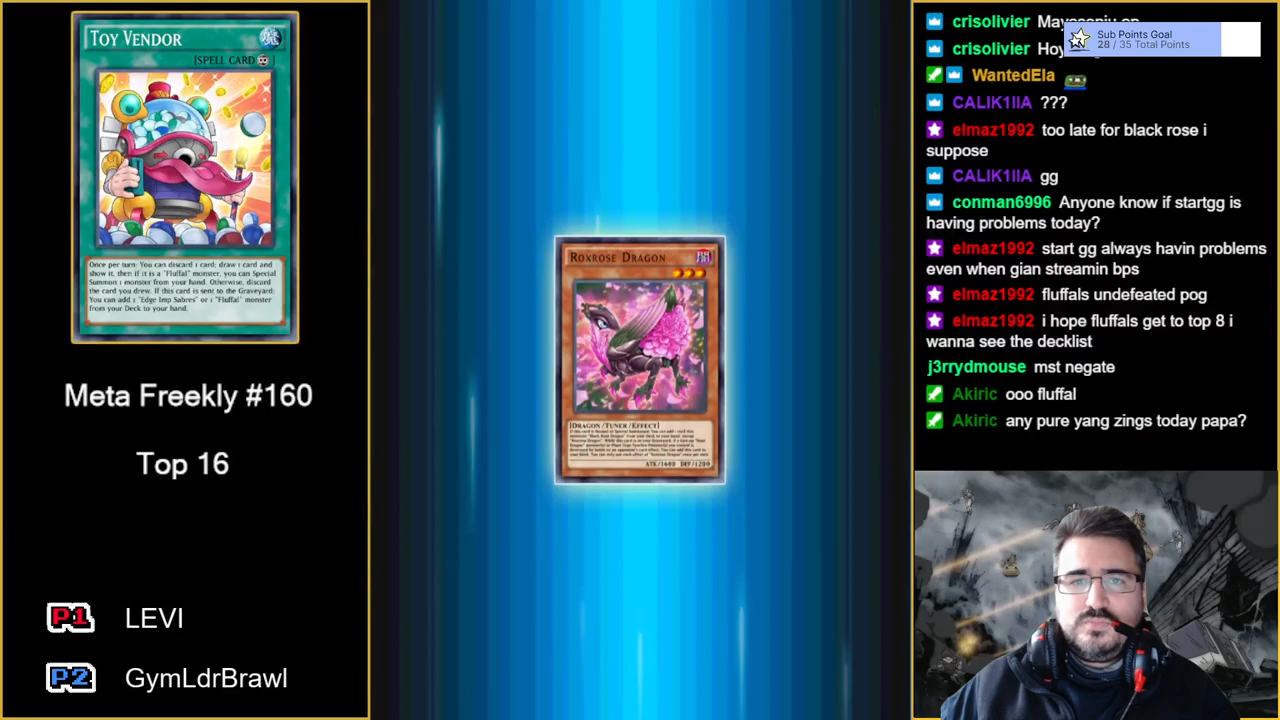 TOY VENDOR
[SPELL CARD ]
Once per turn: You can discard 1 card; draw 1 card and
show it, then if it is a "Fluffal" monster, you can Special
Summon 1 monster from your hand. Otherwise, discard
the card you drew. If this card is sent to the Graveyard:
You can add 1 "Edge Imp Sabres" or 1 "Fluffal" monster
from your Deck to your hand.
Meta Freekly #160
Top 16
P1 LEVI
P2 GymLdrBrawl
ROXROSE DRAGON
[DRAGON/TUNER/EFFECT]
ATK/1600 DEF/1200
crisolivier
Sub Points Goal
28 / 35 Total Points
crisolivier Hoy
WantedEla
CALIK1IIA ???
elmaz1992 too late for black rose i
suppose
CALIK1IIA gg
conman6996 Anyone know if startgg is
having problems today?
elmaz1992 start gg always havin problems
even when gian streamin bps
elmaz1992 fluffals undefeated pog
elmaz1992 i hope fluffals get to top 8 i
wanna see the decklist
j3rrydmouse mst negate
Akiric ooo fluffal
Akiric any pure yang zings today papa?